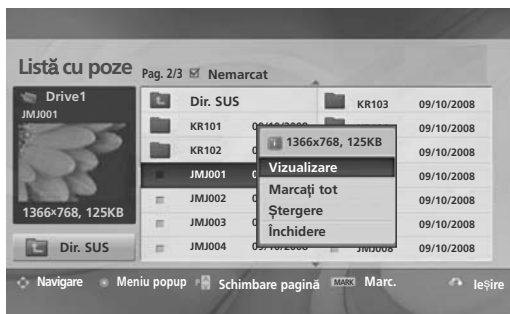 Listă cu poze
Pag. 2/3 Nemarcat
Drive1
JMJ001
1366×768, 125KB
Dir. SUS
Dir. SUS
KR103 09/10/2008
KR101
09/10/2008
KR102
09/10/2008
1366x768, 125KB
Vizualizare
Marcați tot
Ștergere
Închidere
JMJ001
09/10/2008
JMJ002
09/10/2008
JMJ003
09/10/2008
JMJ004
JMJ008 09/10/2008
Navigare Meniu popup Schimbare pagină MARK Marc. Ieșire